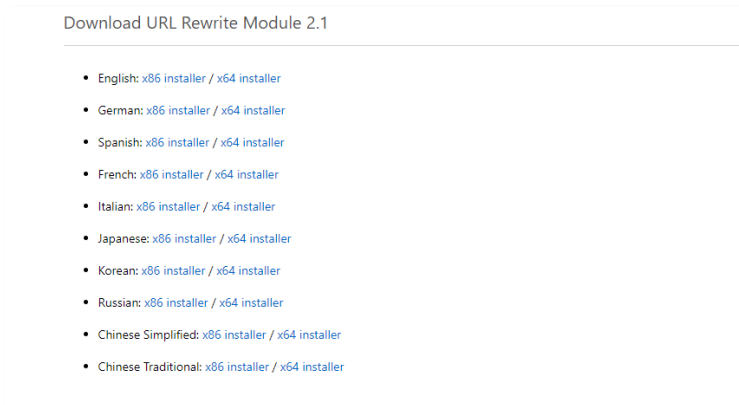 Download URL Rewrite Module 2.1
English: x86 installer / x64 installer
German: x86 installer / x64 installer
Spanish: x86 installer / x64 installer
French: x86 installer / x64 installer
Italian: x86 installer / x64 installer
Japanese: x86 installer / x64 installer
Korean: x86 installer / x64 installer
Russian: x86 installer / x64 installer
Chinese Simplified: x86 installer / x64 installer
Chinese Traditional: x86 installer / x64 installer